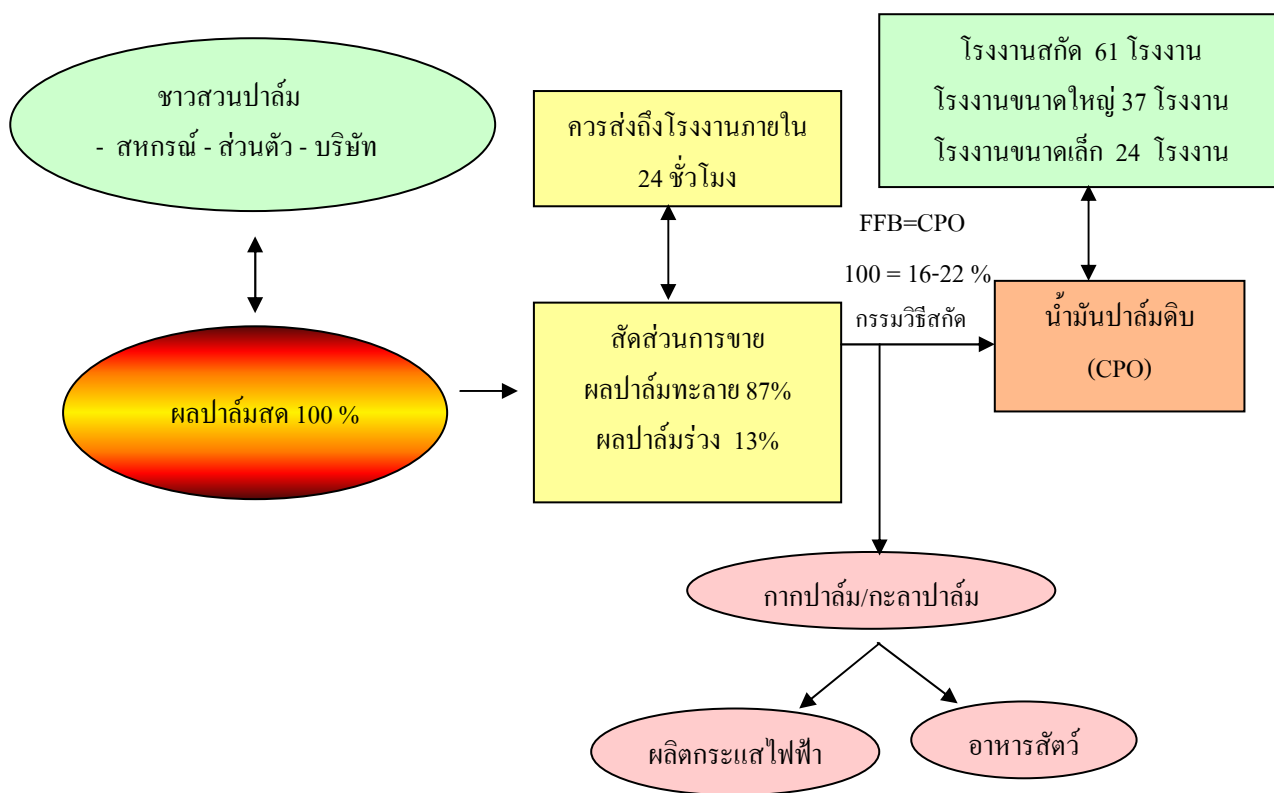 ชาวสวนปาล์ม
- สหกรณ์ - ส่วนตัว - บริษัท
ควรส่งถึงโรงงานภายใน
24 ชั่วโมง
โรงงานสกัด 61 โรงงาน
โรงงานขนาดใหญ่ 37 โรงงาน
โรงงานขนาดเล็ก 24 โรงงาน
FFB=CPO
100 = 16-22 %
กรรมวิธีสกัด
ผลปาล์มสด 100 %
สัดส่วนการขาย
ผลปาล์มทะลาย 87%
ผลปาล์มร่วง 13%
น้ำมันปาล์มดิบ
(CPO)
กากปาล์ม/กะลาปาล์ม
ผลิตกระแสไฟฟ้า
อาหารสัตว์